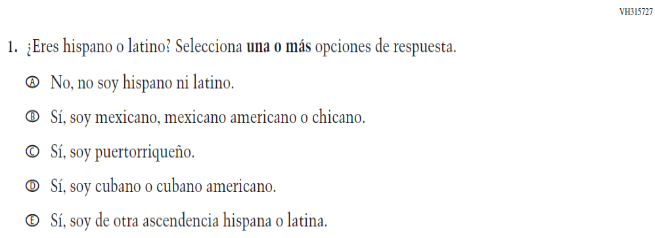 VH315727
1. ¿Eres hispano o latino? Selecciona una o más opciones de respuesta.
A No, no soy hispano ni latino.
B Sí, soy mexicano, mexicano americano o chicano.
C Sí, soy puertorriqueño.
D Sí, soy cubano o cubano americano.
E Sí, soy de otra ascendencia hispana o latina.